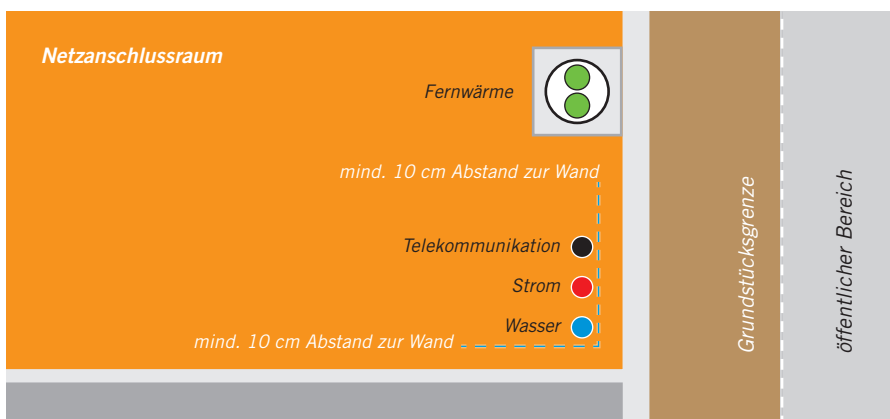 Netzanschlussraum
Fernwärme
mind. 10 cm Abstand zur Wand
Telekommunikation
Strom
Wasser
mind. 10 cm Abstand zur Wand
Grundstücksgrenze
öffentlicher Bereich